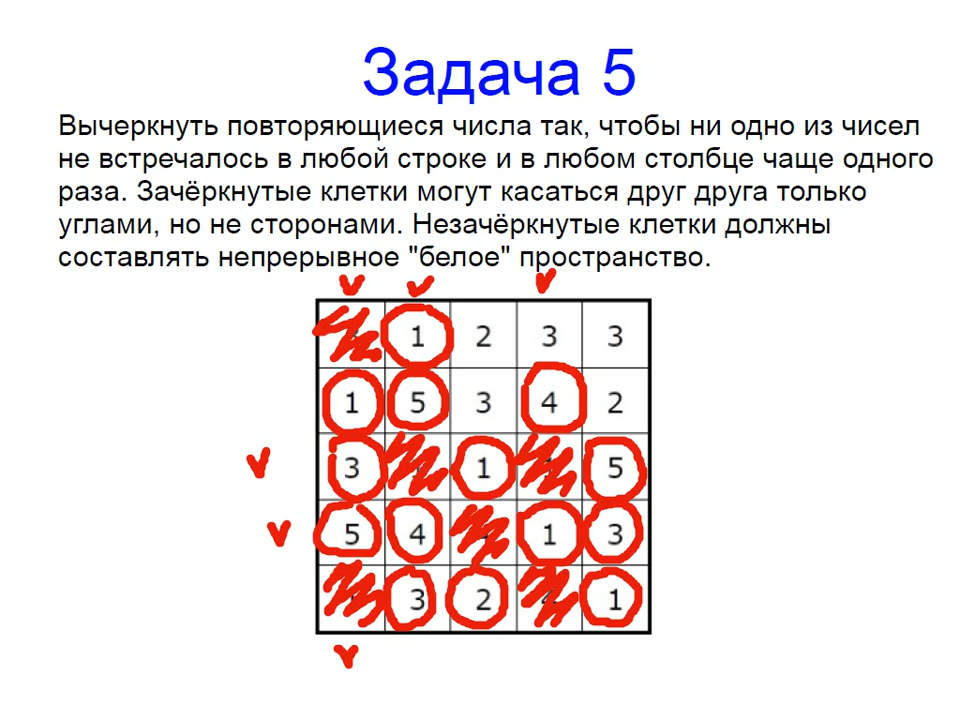 Задача 5
Вычеркнуть повторяющиеся числа так, чтобы ни одно из чисел
не встречалось в любой строке и в любом столбце чаще одного
раза. Зачёркнутые клетки могут касаться друг друга только
углами, но не сторонами. Незачёркнутые клетки должны
составлять непрерывное "белое" пространство.
1 2 3 3
1 5 3 4 2
3 1 5
5 4 1 3
3 2 1